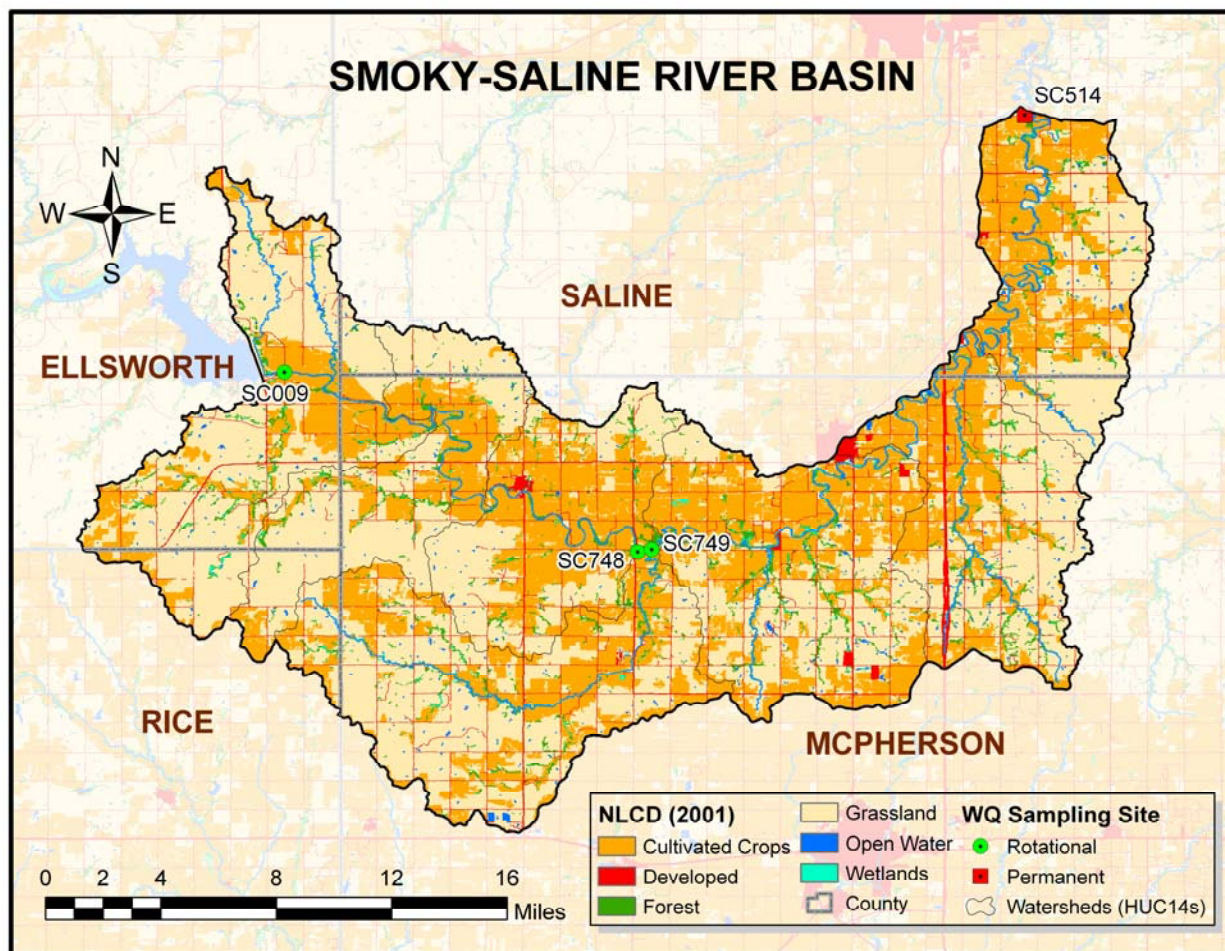 SMOKY-SALINE RIVER BASIN
SC514
N
W E
S
SALINE
ELLSWORTH
SC009
SC748
SC749
RICE
MCPHERSON
NLCD (2001)
Cultivated Crops
Developed
Forest
Grassland
Open Water
Wetlands
County
WQ Sampling Site
Rotational
Permanent
Watersheds (HUC14s)
0 2 4 8 12 16
Miles